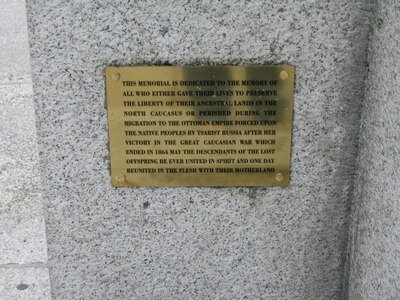 THIS MEMORIAL IS DEDICATED TO THE MEMORY OF
ALL WHO EITHER GAVE THEIR LIVES TO PRESERVE
THE LIBERTY OF THEIR ANCESTRAL LANDS IN THE
NORTH CAUCASUS OR PERISHED DURING THE
MIGRATION TO THE OTTOMAN EMPIRE FORCED UPON
THE NATIVE PEOPLES BY TSARIST RUSSIA AFTER HER
VICTORY IN THE GREAT CAUCASIAN WAR WHICH
ENDED IN 1864 MAY THE DESCENDANTS OF THE LOST
OFFSPRING BE EVER UNITED IN SPIRIT AND ONE DAY
REUNITED IN THE FLESH WITH THEIR MOTHERLAND